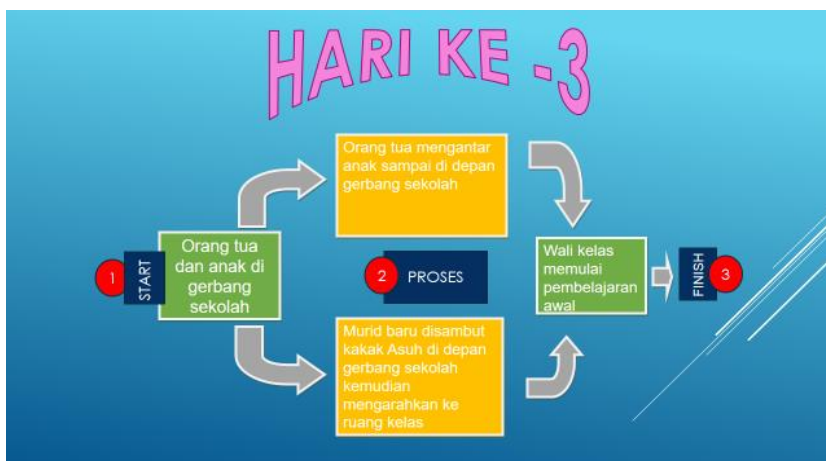 HARI KE -3
1
START
Orang tua
dan anak di
gerbang
sekolah
Orang tua mengantar
anak sampai di depan
gerbang sekolah
2
PROSES
Murid baru disambut
kakak Asuh di depan
gerbang sekolah
kemudian
mengarahkan ke
ruang kelas
Wali kelas
memulai
pembelajaran
awal
FINISH
3